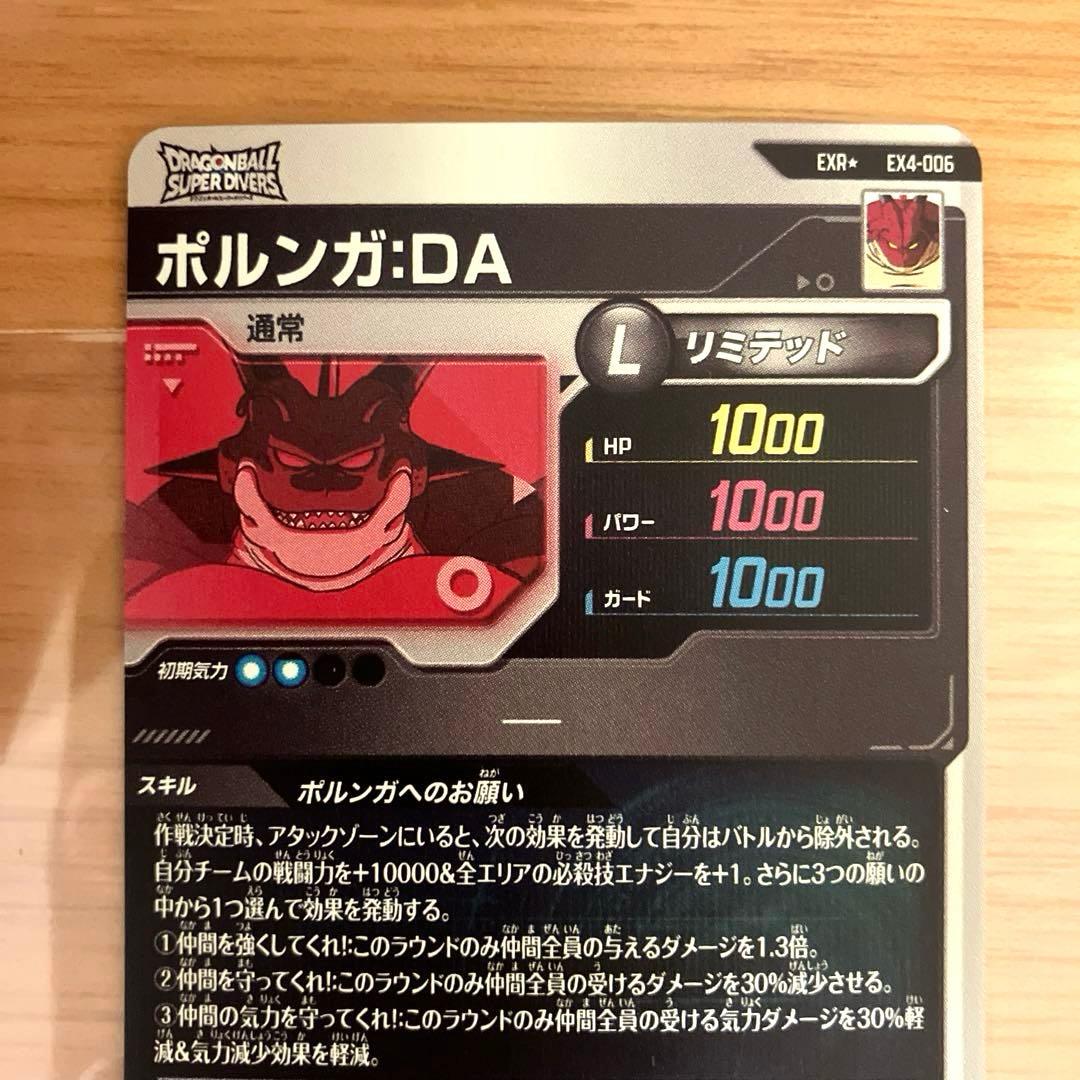 DRAGONBALL
SUPER DIVERS
EXR★ EX4-006
ポルンガ:DA
通常
L リミテッド
HP 1000
パワー 1000
ガード 1000
初期気力
スキル ポルンガへのお願い
作戦決定時、アタックゾーンにいると、次の効果を発動して自分はバトルから除外される。
自分チームの戦闘力を+10000&全エリアの必殺技エナジーを+1。さらに3つの願いの
中から1つ選んで効果を発動する。
①仲間を強くしてくれ!:このラウンドのみ仲間全員の与えるダメージを1.3倍。
②仲間を守ってくれ!:このラウンドのみ仲間全員の受けるダメージを30%減少させる。
③仲間の気力を守ってくれ!:このラウンドのみ仲間全員の受ける気力ダメージを30%軽
減&気力減少効果を軽減。